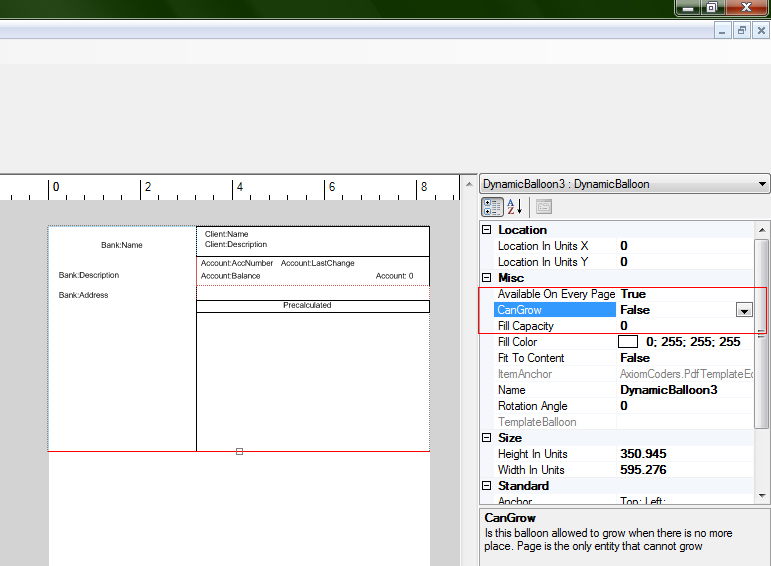 DynamicBalloon3 : DynamicBalloon
0 2 4 6 8
A
Z
Location
Location In Units X 0
Location In Units Y 0
Misc
Available On Every Page True
CanGrow False
Fill Capacity 0
Fill Color 0; 255; 255; 255
Fit To Content False
ItemAnchor AxiomCoders.PdfTemplateEd
Name DynamicBalloon3
Rotation Angle 0
TemplateBalloon
Size
Height In Units 350.945
Width In Units 595.276
Standard
Anchor Top; Left;
CanGrow
Is this balloon allowed to grow when there is no more
place. Page is the only entity that cannot grow
Client:Name
Client:Description
Bank:Name
Account:AccNumber Account:LastChange
Bank:Description
Account:Balance Account: 0
Bank:Address
Precalculated